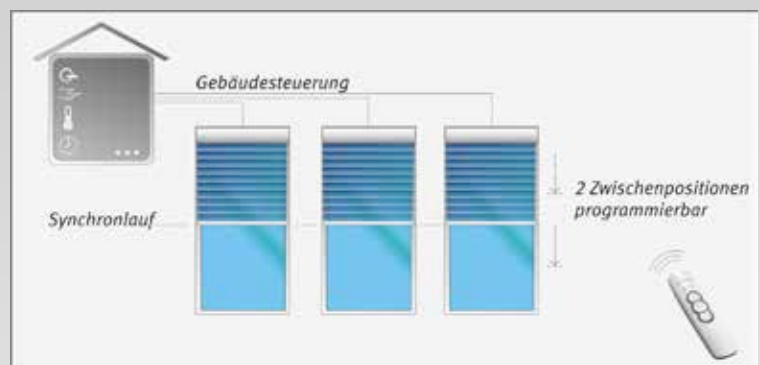 Gebäudesteuerung
Synchronlauf
2 Zwischenpositionen
programmierbar